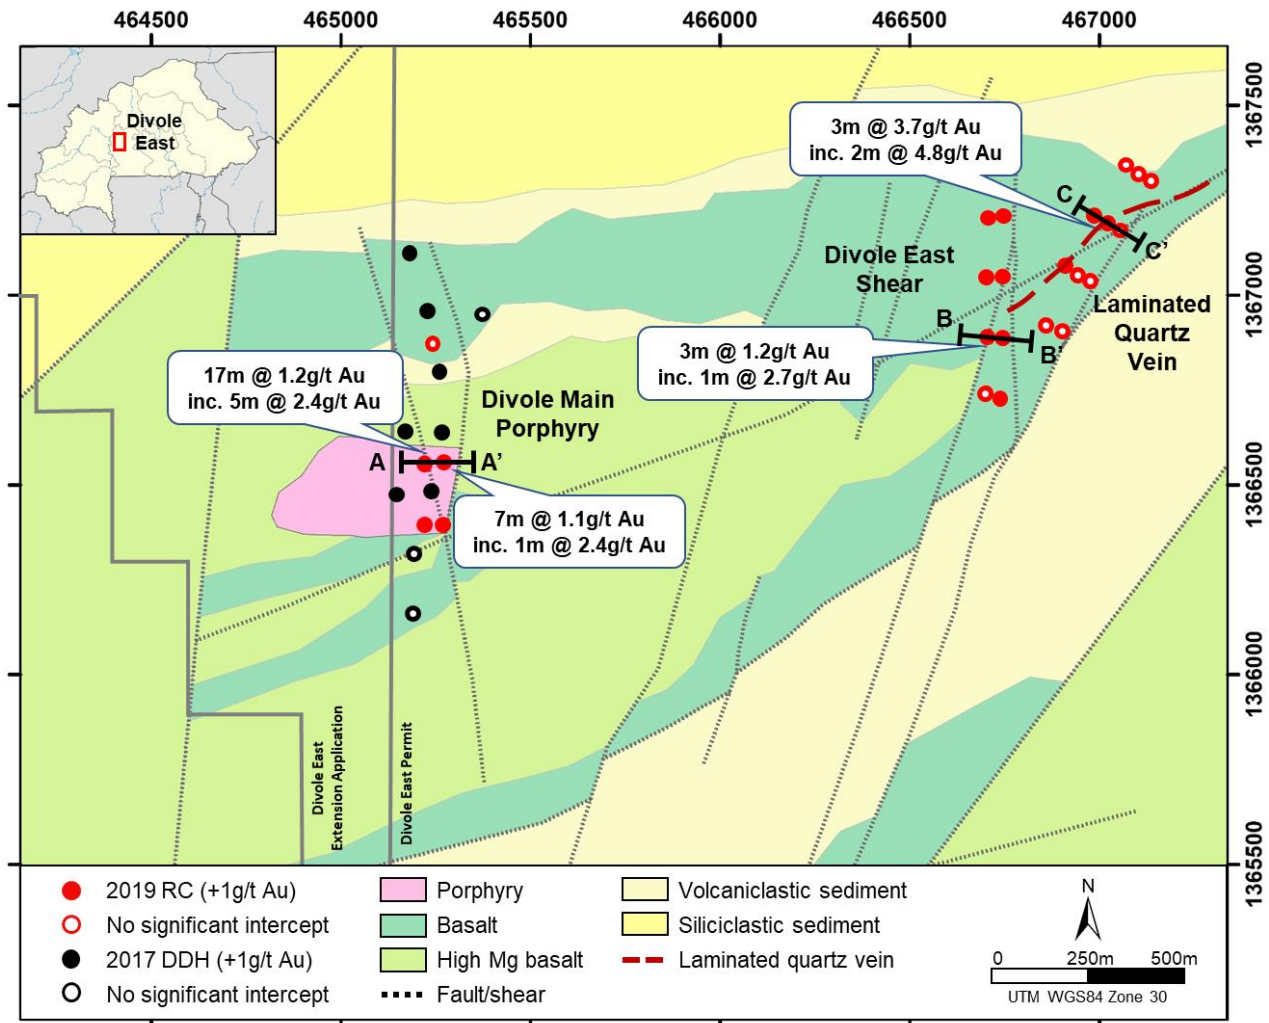 464500 465000 465500 466000 466500 467000
Divole
East
3m @ 3.7g/t Au
inc. 2m @ 4.8g/t Au
1367500
C
C'
Divole East
Shear
Laminated
Quartz
Vein
1367000
B
B'
3m @ 1.2g/t Au
inc. 1m @ 2.7g/t Au
17m @ 1.2g/t Au
inc. 5m @ 2.4g/t Au
Divole Main
Porphyry
A
A'
1366500
7m @ 1.1g/t Au
inc. 1m @ 2.4g/t Au
1366000
Divole East
Extension Application
Divole East Permit
1365500
2019 RC (+1g/t Au)
No significant intercept
2017 DDH (+1g/t Au)
No significant intercept
Porphyry
Basalt
High Mg basalt
Fault/shear
Volcaniclastic sediment
Siliciclastic sediment
Laminated quartz vein
N
0 250m 500m
UTM WGS84 Zone 30